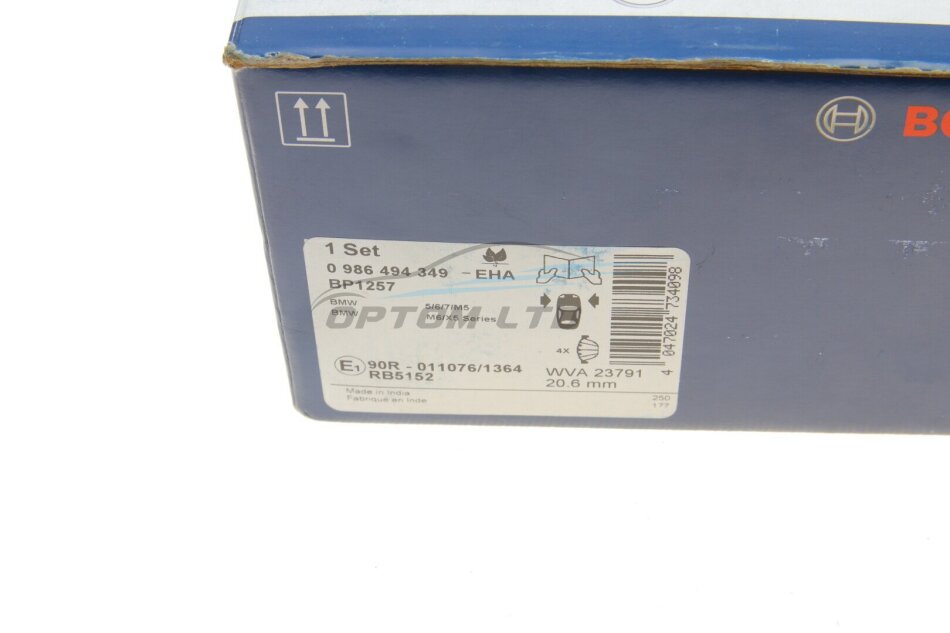 Bo
1 Set
0 986 494 349 - EHA
BP1257
BMW 5/6/7/M5
BMW M6/X5 Series
OPTOM LTD
4X
E1 90R - 011076/1364
RB5152
WVA 23791
20.6 mm
4 047024 734098
Made in India
Fabriqué en Inde
250
177